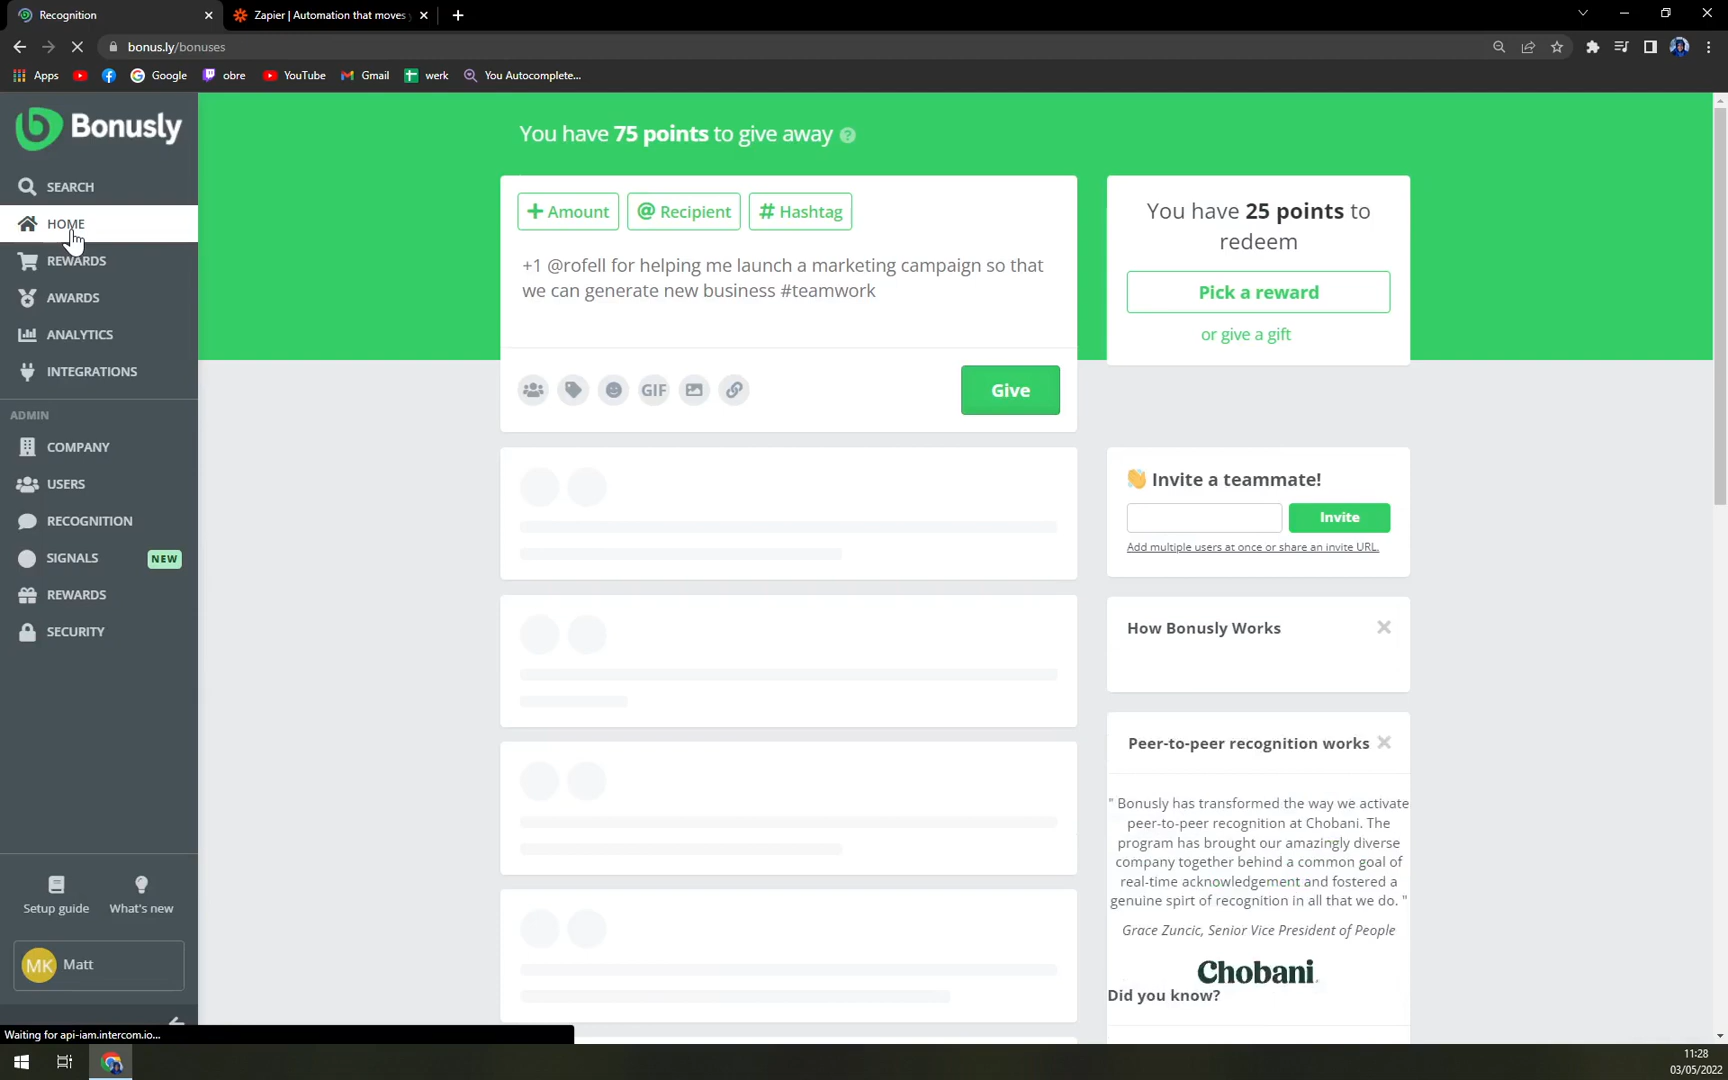 Recognition
Zapier | Automation that moves
bonus.ly/bonuses
Apps
Google
obre
YouTube
Gmail
werk
You Autocomplete...
Bonusly
SEARCH
HOME
REWARDS
AWARDS
ANALYTICS
INTEGRATIONS
ADMIN
COMPANY
USERS
RECOGNITION
SIGNALS NEW
REWARDS
SECURITY
Setup guide What's new
MK Matt
Waiting for api-iam.intercom.io...
You have 75 points to give away ?
+ Amount @ Recipient # Hashtag
+1 @rofell for helping me launch a marketing campaign so that
we can generate new business #teamwork
GIF
Give
You have 25 points to
redeem
Pick a reward
or give a gift
Invite a teammate!
Invite
Add multiple users at once or share an invite URL.
How Bonusly Works
Peer-to-peer recognition works
" Bonusly has transformed the way we activate
peer-to-peer recognition at Chobani. The
program has brought our amazingly diverse
company together behind a common goal of
real-time acknowledgement and fostered a
genuine spirt of recognition in all that we do. "
Grace Zuncic, Senior Vice President of People
Chobani.
Did you know?
11:28
03/05/2022